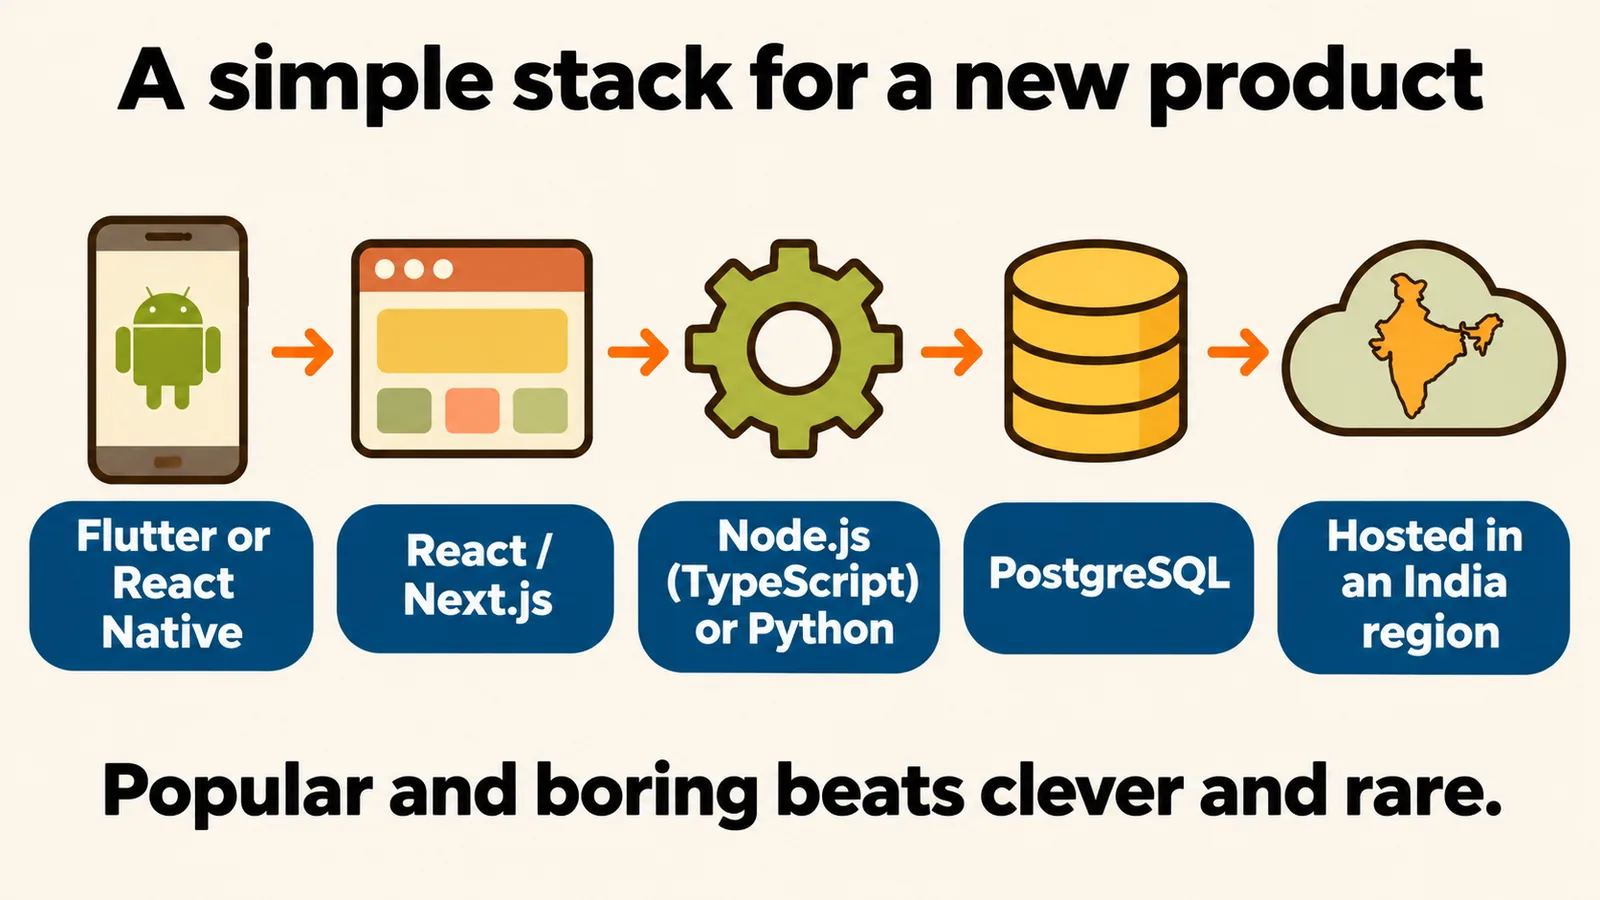 A simple stack for a new product
Flutter or
React
Native
React /
Next.js
Node.js
(TypeScript)
or Python
PostgreSQL
Hosted in
an India
region
Popular and boring beats clever and rare.